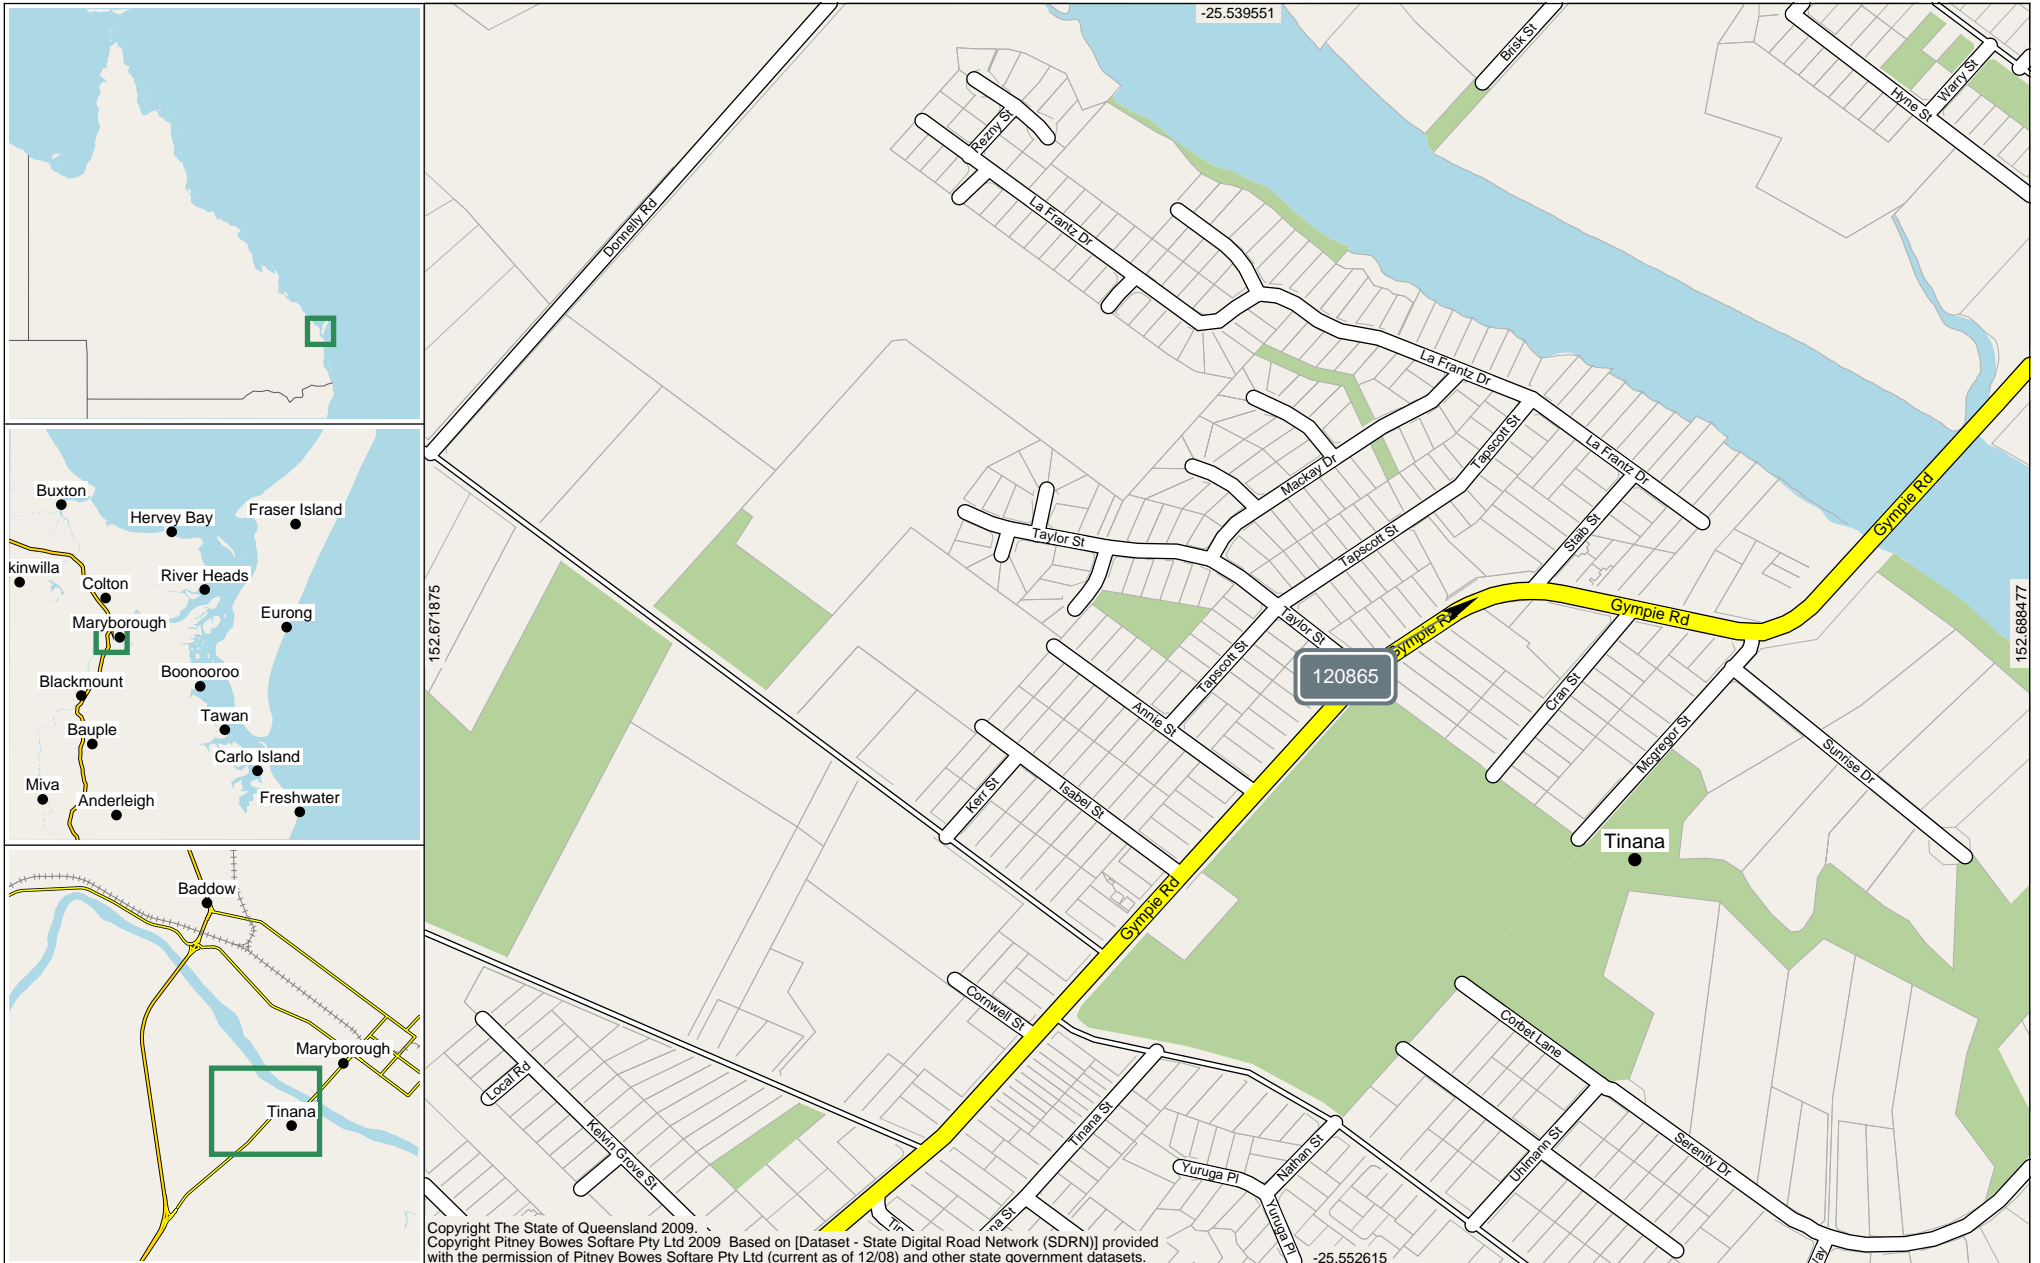 -25.539551
Brisk St
Hyne St
Warry St
Rezny St
La Frantz Dr
Donnelly Rd
La Frantz Dr
Tapscott St
La Frantz Dr
Mackay Dr
Gympie Rd
Staib St
Taylor St
Tapscott St
Gympie Rd
Gympie Rd
Taylor St
152.671875
152.688477
120865
Tapscott St
Cran St
Annie St
Mcgregor St
Sunrise Dr
Kerr St
Isabel St
Tinana
Gympie Rd
Cornwell St
Corbet Lane
Local Rd
Kelvin Grove St
Tinana St
Nathan St
Yuruga Pl
Yuruga Pl
Uhlmann St
Serenity Dr
Tin
na St
ay
-25.552615
Buxton
Hervey Bay
Fraser Island
kinwilla
Colton
River Heads
Maryborough
Eurong
Blackmount
Boonooroo
Bauple
Tawan
Carlo Island
Miva
Anderleigh
Freshwater
Baddow
Maryborough
Tinana
Copyright The State of Queensland 2009.
Copyright Pitney Bowes Softare Pty Ltd 2009 Based on [Dataset - State Digital Road Network (SDRN)] provided
with the permission of Pitney Bowes Softare Pty Ltd (current as of 12/08) and other state government datasets.